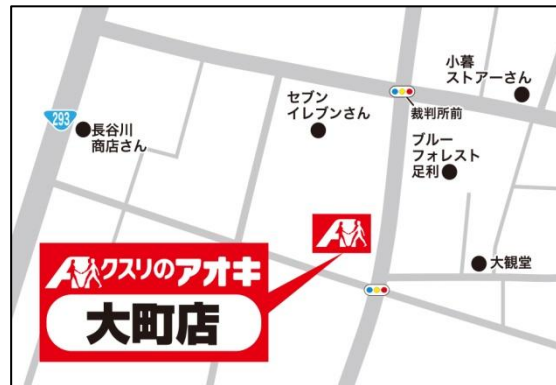 小暮
ストアーさん
セブン
イレブンさん
裁判所前
293
長谷川
商店さん
ブルー
フォレスト
足利
大観堂
クスリのアオキ
大町店